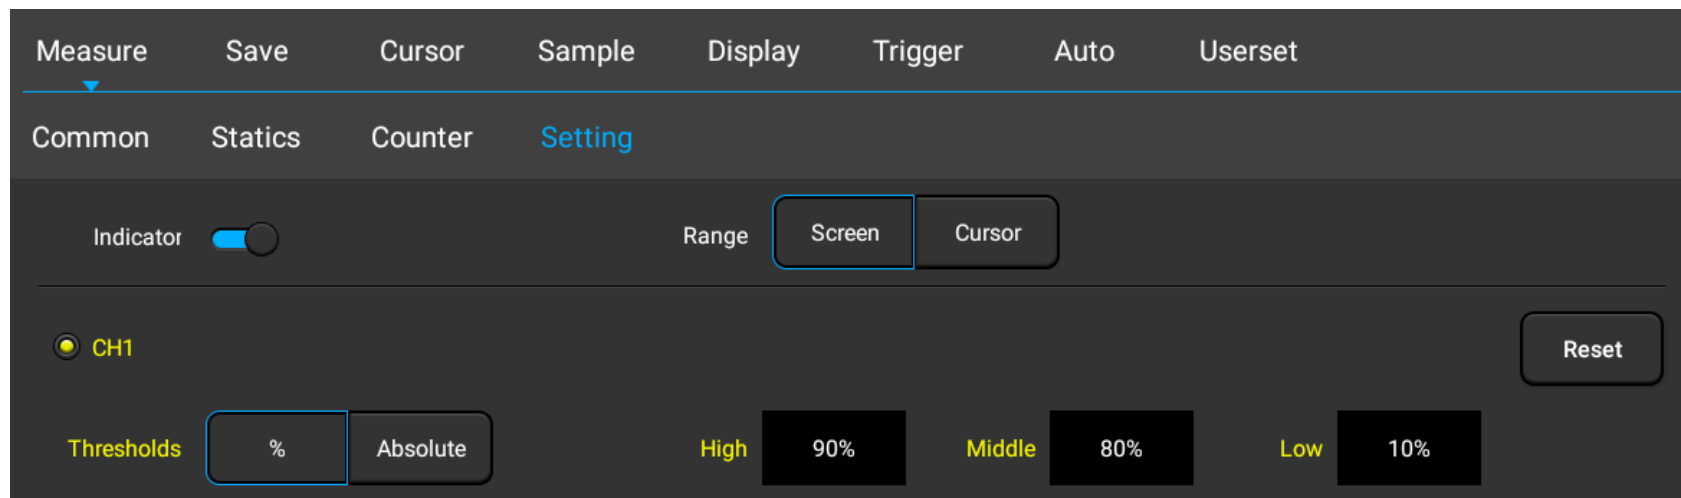 Measure Save Cursor Sample Display Trigger Auto Userset
Common Statics Counter Setting
Indicator Range Screen Cursor
CH1 Reset
Thresholds % Absolute High 90% Middle 80% Low 10%